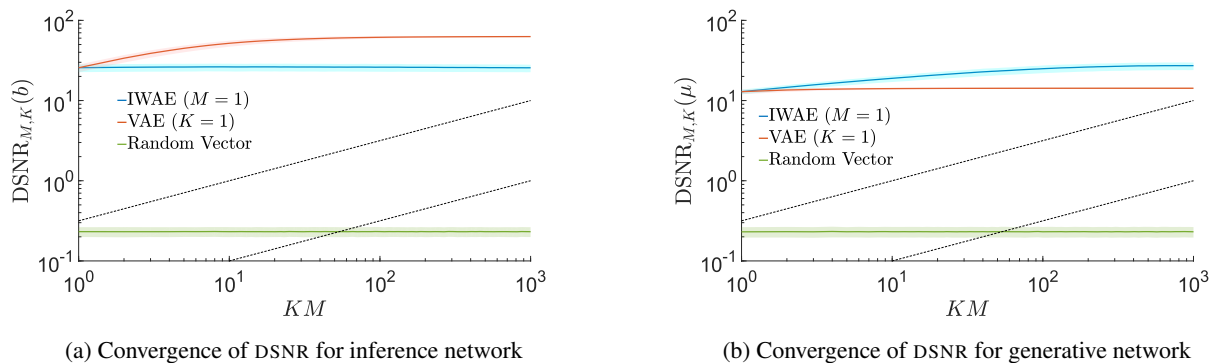 10^2
10^1
10^0
10^-1
DSNR_{M,K}(b)
IWAE (M = 1)
VAE (K = 1)
Random Vector
10^0
10^1
10^2
10^3
KM
(a) Convergence of DSNR for inference network
10^2
10^1
10^0
10^-1
DSNR_{M,K}(μ
IWAE (M = 1)
VAE (K = 1)
Random Vector
10^0
10^1
10^2
10^3
KM
(b) Convergence of DSNR for generative network